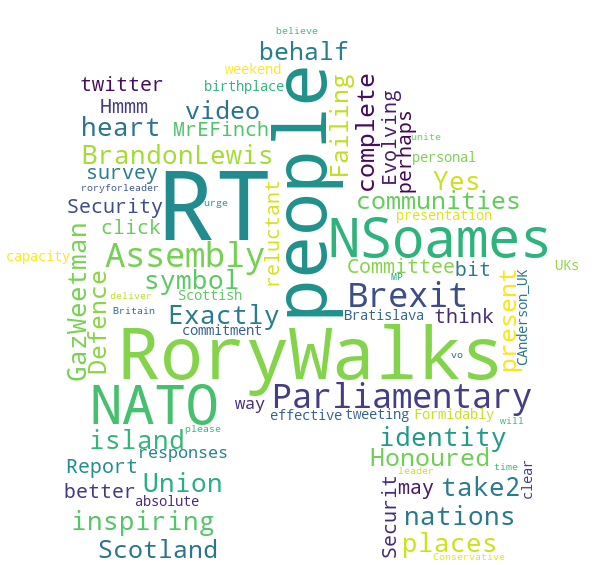 believe
behalf
weekend
twitter
birthplace
people
Failing
complete
Hmmm
video
Evolving
heart
MrEFinch
perhaps
unite
BrandonLewis
personal
survey
RT
Yes
roryforleader
reluctant
communities
Security
urge
click
presentation
NSoames
Assembly
capacity
GazWeetman
Committee
bit
UKs
symbol
MP
Defence
deliver
Scottish
Brexit
present
CAnderson_UK
Britain
Exactly
Bratislava
think
commitment
RoryWalks
vo
NATO
Parliamentary
way
effective
tweeting
Formidably
will
please
island
identity
responses
Report
Honoured
leader
time
Union
better
absolute
Securit
may
take2
clear
inspiring
nations
Scotland
places
Conservative